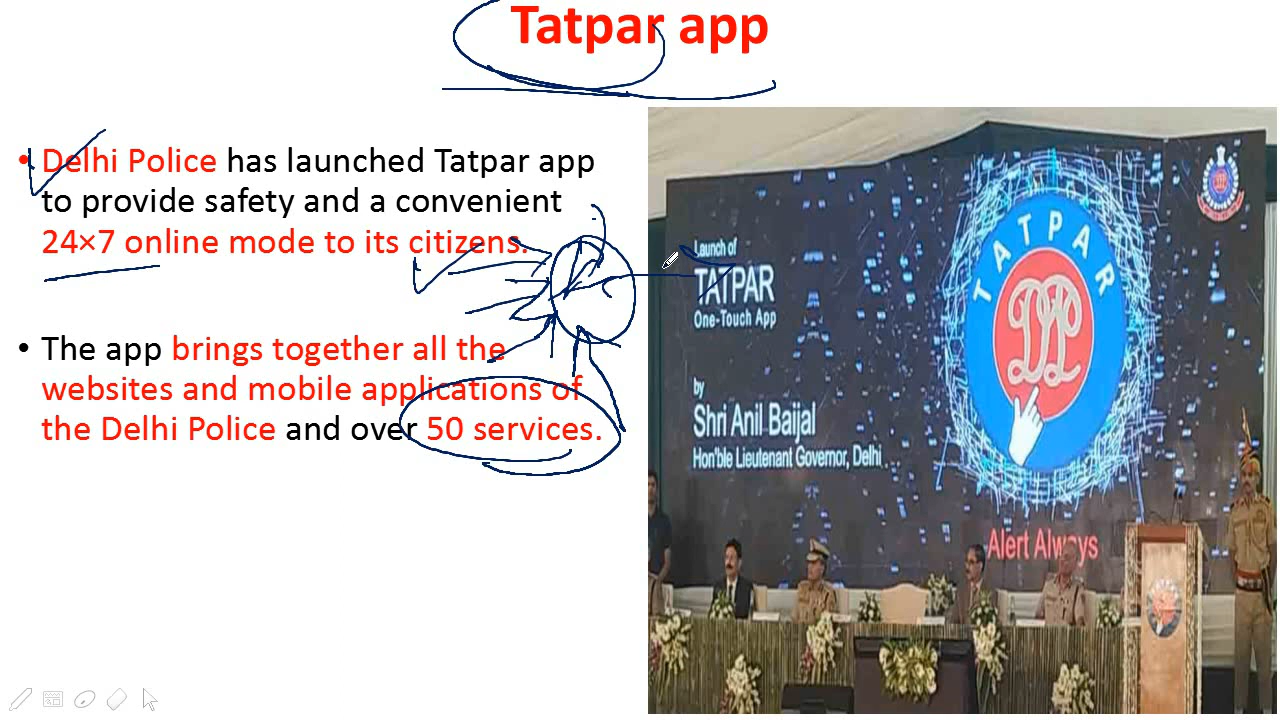 Tatpar app
• Delhi Police has launched Tatpar app
to provide safety and a convenient
24×7 online mode to its citizens.
• The app brings together all the
websites and mobile applications of
the Delhi Police and over 50 services.
Launch of
TATPAR
One-Touch App
by
Shri Anil Baijal
Hon'ble Lieutenant Governor, Delhi
TATPAR
DP
Alert Always